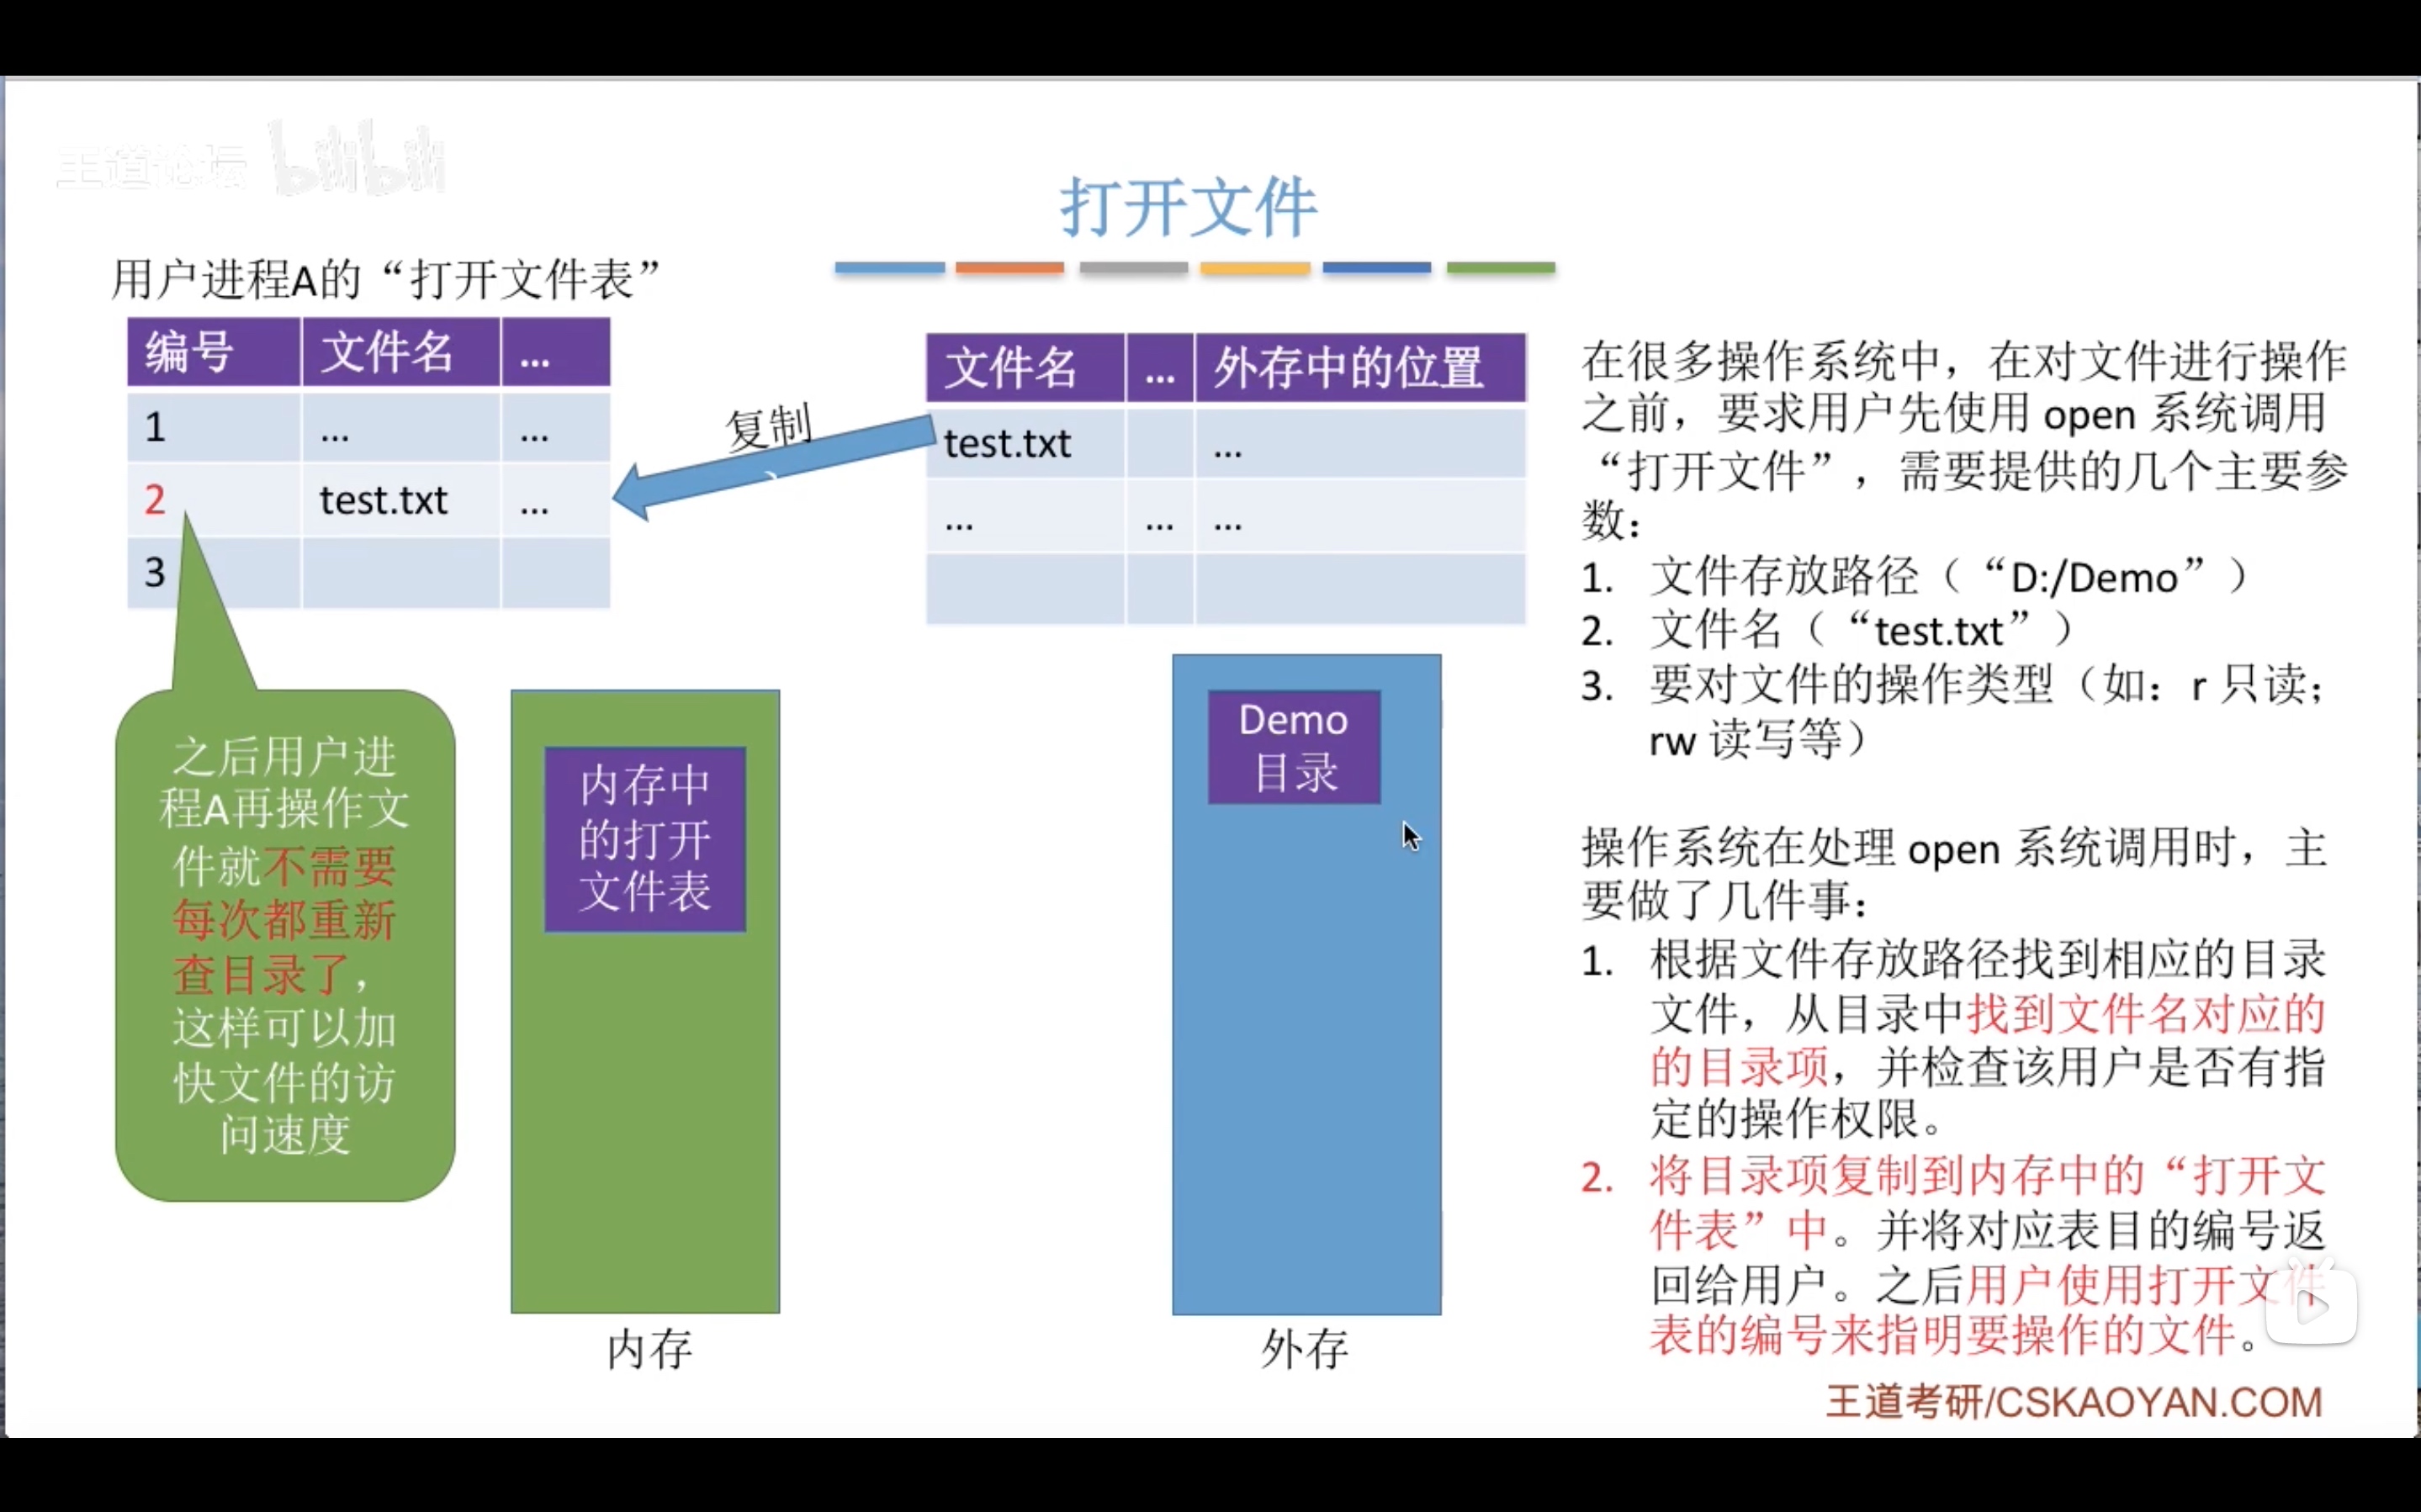 王道论坛 bilibili
打开文件
用户进程A的“打开文件表”
编号 文件名 ...
1 ... ...
2 test.txt ...
3
复制
文件名 ... 外存中的位置
test.txt ...
... ... ...
之后用户进
程A再操作文
件就不需要
每次都重新
查目录了，
这样可以加
快文件的访
问速度
内存中
的打开
文件表
内存
Demo
目录
外存
在很多操作系统中，在对文件进行操作
之前，要求用户先使用 open 系统调用
“打开文件”，需要提供的几个主要参
数：
1. 文件存放路径（“D:/Demo”）
2. 文件名（“test.txt”）
3. 要对文件的操作类型（如：r 只读；
rw 读写等）
操作系统在处理 open 系统调用时，主
要做了几件事：
1. 根据文件存放路径找到相应的目录
文件，从目录中找到文件名对应的
的目录项，并检查该用户是否有指
定的操作权限。
2. 将目录项复制到内存中的“打开文
件表”中。并将对应表目的编号返
回给用户。之后用户使用打开文件
表的编号来指明要操作的文件。
王道考研/CSKAOYAN.COM